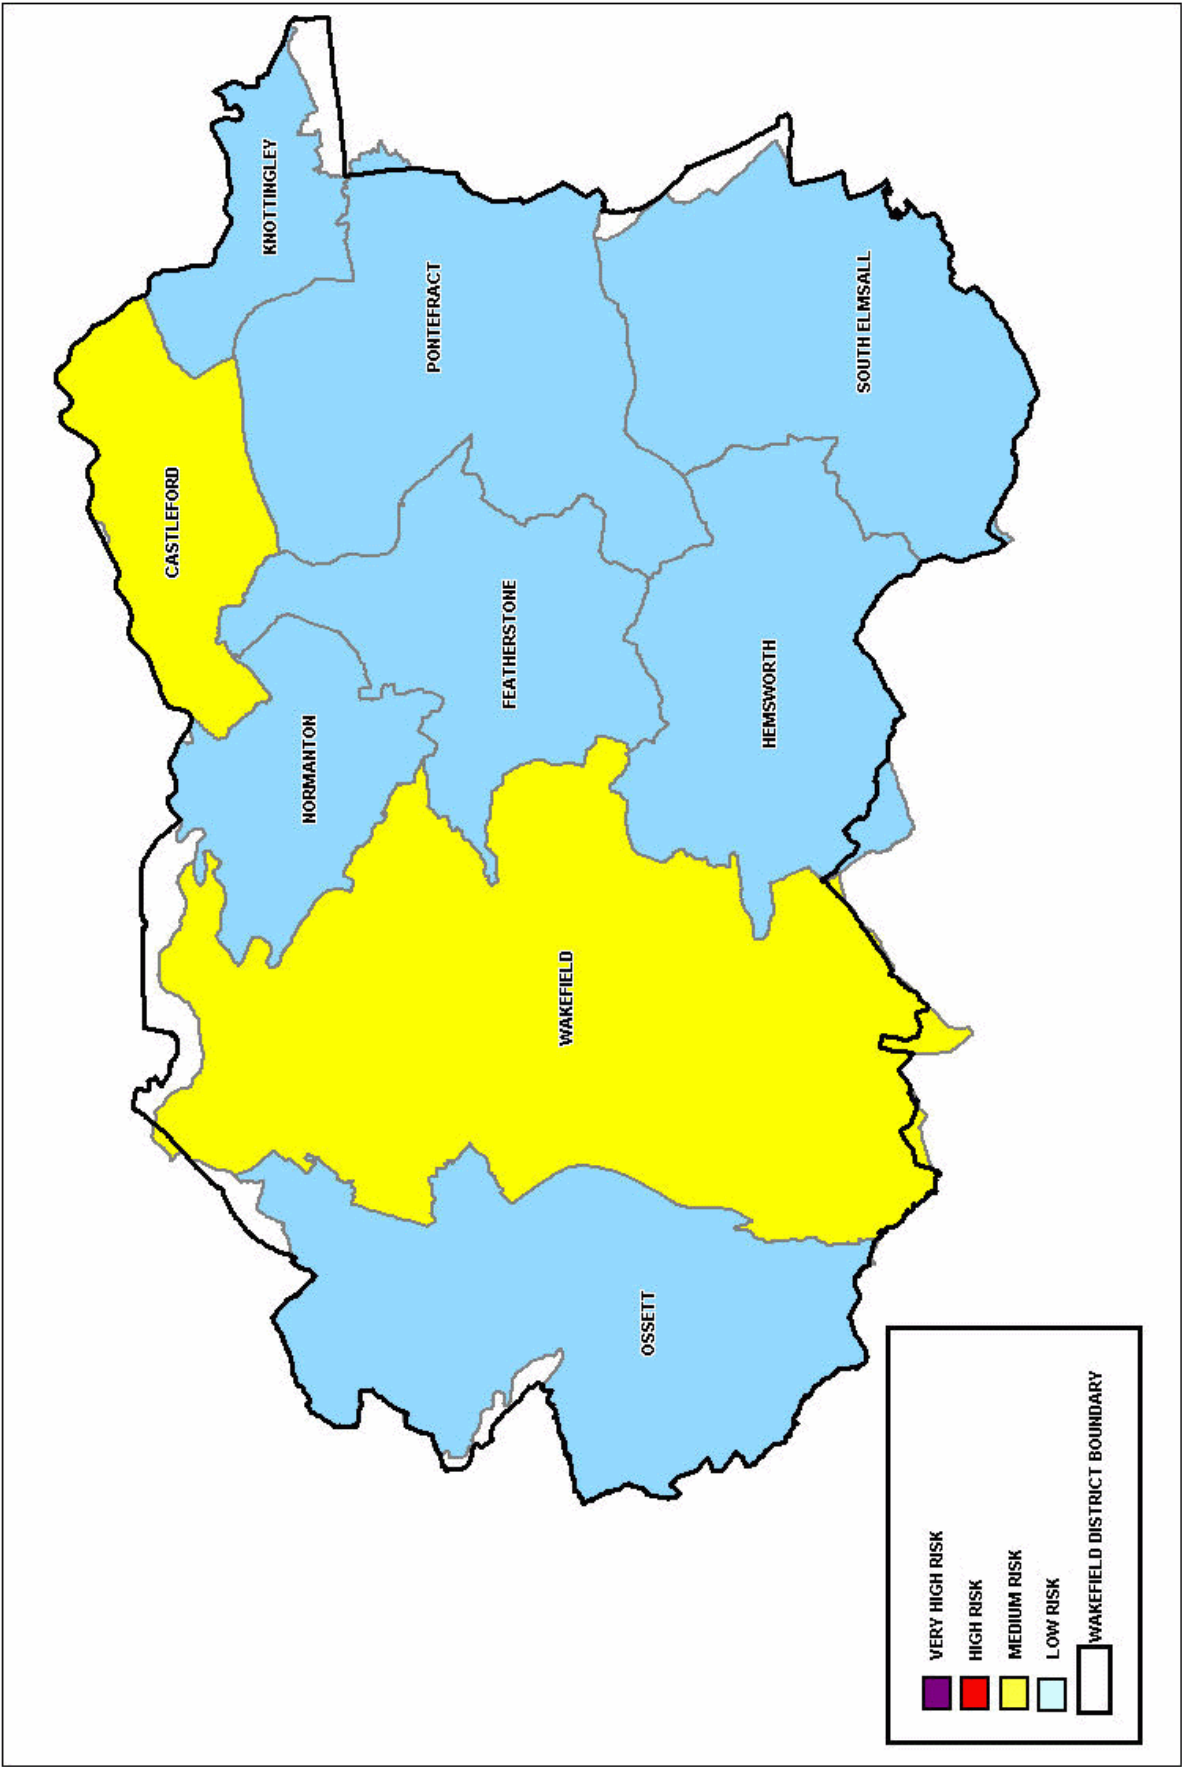 CASTLEFORD
KNOTTINGLEY
NORMANTON
PONTEFRACT
FEATHERSTONE
WAKEFIELD
OSSETT
HEMSWORTH
SOUTH ELMSALL
VERY HIGH RISK
HIGH RISK
MEDIUM RISK
LOW RISK
WAKEFIELD DISTRICT BOUNDARY